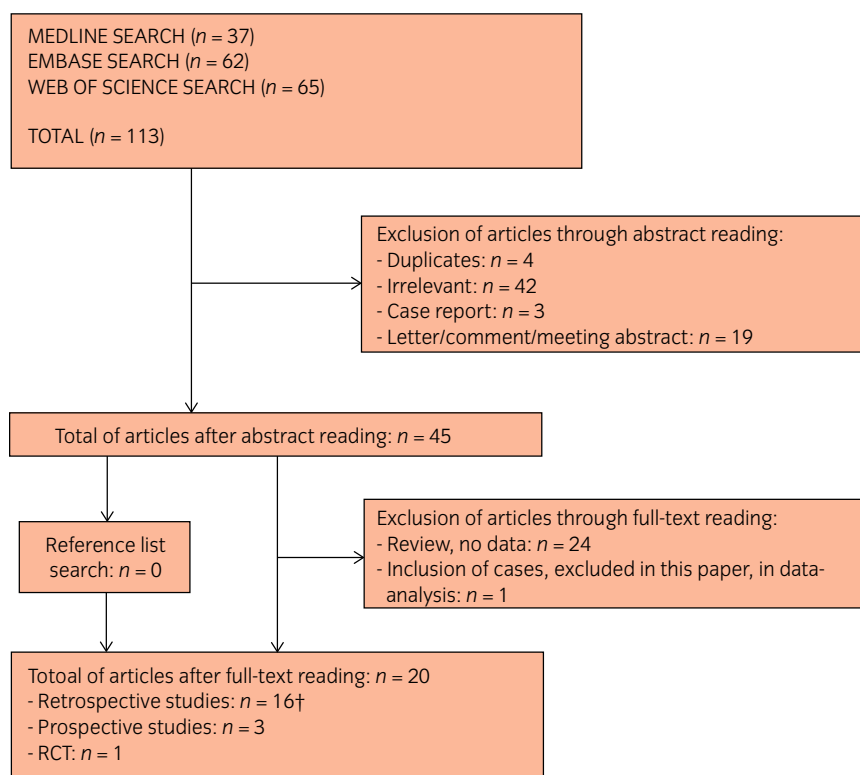 MEDLINE SEARCH (n = 37)
EMBASE SEARCH (n = 62)
WEB OF SCIENCE SEARCH (n = 65)
TOTAL (n = 113)
Exclusion of articles through abstract reading:
- Duplicates: n = 4
- Irrelevant: n = 42
- Case report: n = 3
- Letter/comment/meeting abstract: n = 19
Total of articles after abstract reading: n = 45
Reference list
search: n = 0
Exclusion of articles through full-text reading:
- Review, no data: n = 24
- Inclusion of cases, excluded in this paper, in data-
analysis: n = 1
Totoal of articles after full-text reading: n = 20
- Retrospective studies: n = 16†
- Prospective studies: n = 3
- RCT: n = 1